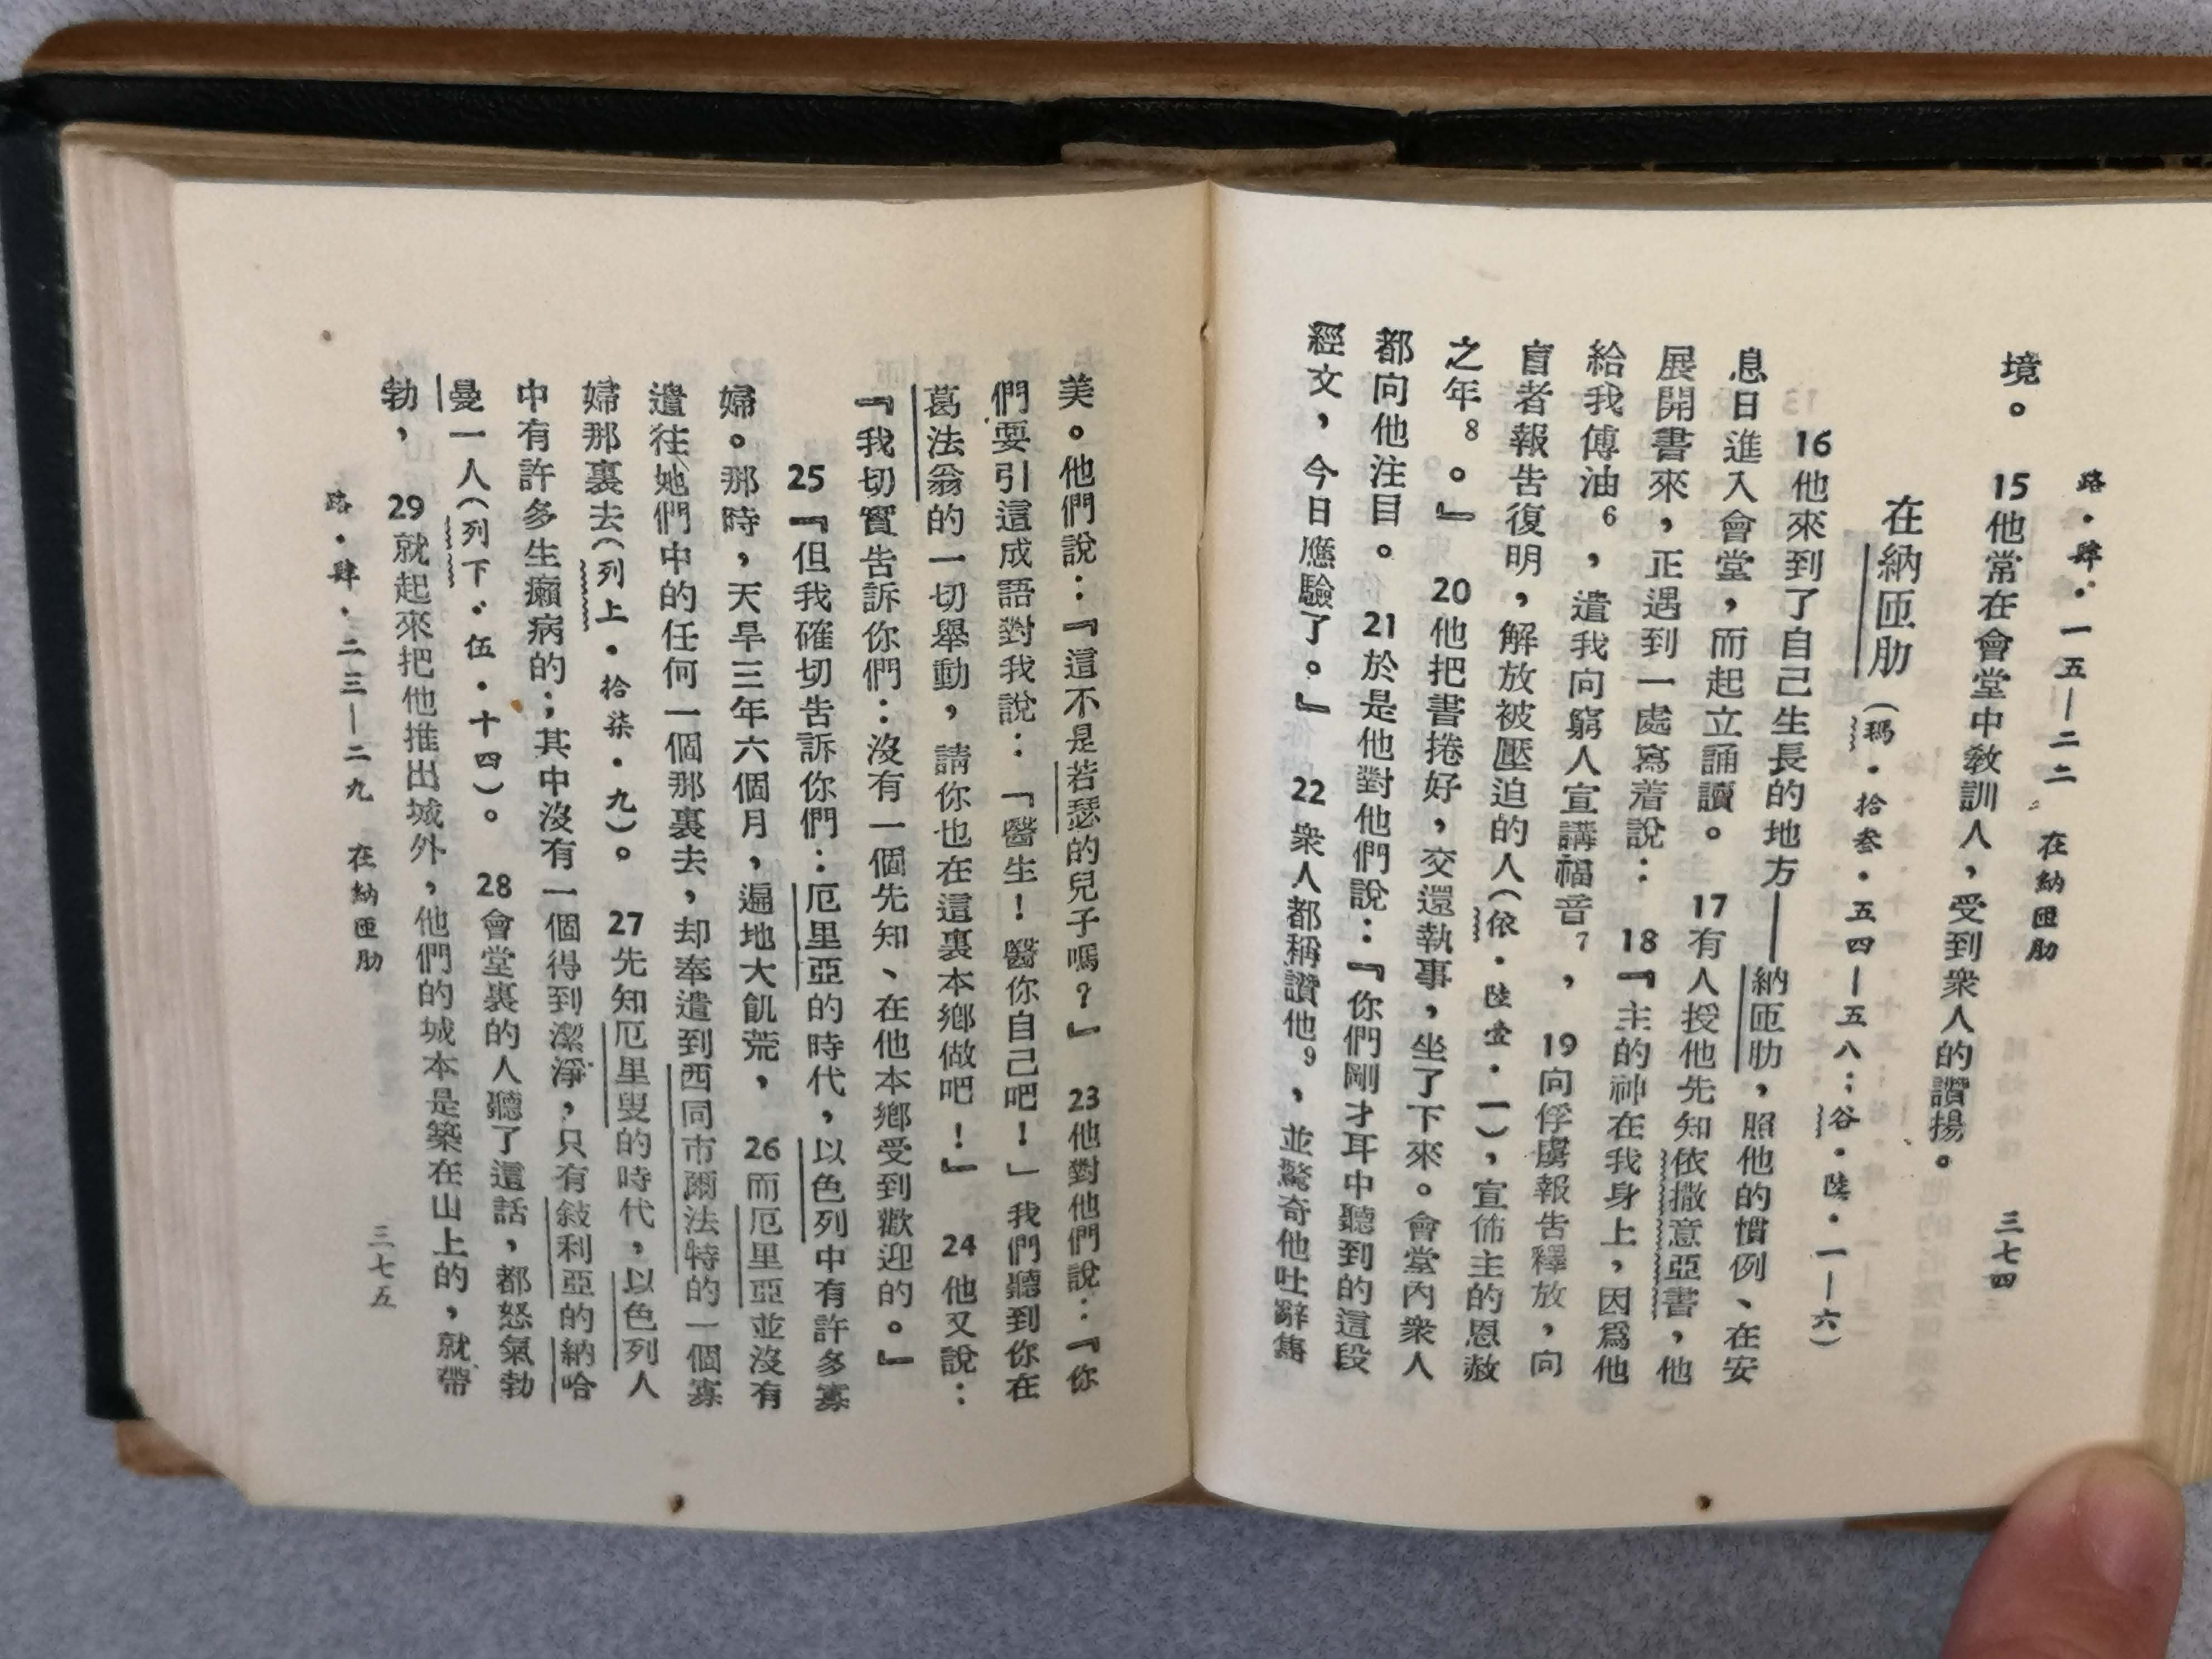 路·肆·一五—二二　在納匝肋　三七四
境。　15他常在會堂中教訓人，受到衆人的讚揚。
在納匝肋（瑪·拾叁·五四—五八；谷·陸·一—六）
16他來到了自己生長的地方——納匝肋，照他的慣例、在安
息日進入會堂，而起立誦讀。　17有人授他先知依撒意亞書，他
展開書來，正遇到一處寫着說：　18『主的神在我身上，因爲他
給我傅油6，遣我向窮人宣講福音7，　19向俘虜報告釋放，向
盲者報告復明，解放被壓迫的人（依·陸壹·一），宣佈主的恩赦
之年8。』　20他把書捲好，交還執事，坐了下來。會堂內衆人
都向他注目。　21於是他對他們說：『你們剛才耳中聽到的這段
經文，今日應驗了。』　22衆人都稱讚他9，並驚奇他吐辭雋
美。他們說：『這不是若瑟的兒子嗎？』　23他對他們說：『你
們要引這成語對我說：「醫生！醫你自己吧！」我們聽到你在
葛法翁的一切舉動，請你也在這裏本鄉做吧！』　24他又說：
『我切實告訴你們：沒有一個先知、在他本鄉受到歡迎的。』
25『但我確切告訴你們：厄里亞的時代，以色列中有許多寡
婦。那時，天旱三年六個月，遍地大飢荒，　26而厄里亞並沒有
遣往她們中的任何一個那裏去，却奉遣到西同市爾法特的一個寡
婦那裏去（列上·拾柒·九）。　27先知厄里叟的時代，以色列人
中有許多生癩病的；其中沒有一個得到潔淨，只有敍利亞的納哈
曼一人（列下·伍·十四）。　28會堂裏的人聽了這話，都怒氣勃
勃，　29就起來把他推出城外，他們的城本是築在山上的，就帶
路·肆·二三—二九　在納匝肋　三七五